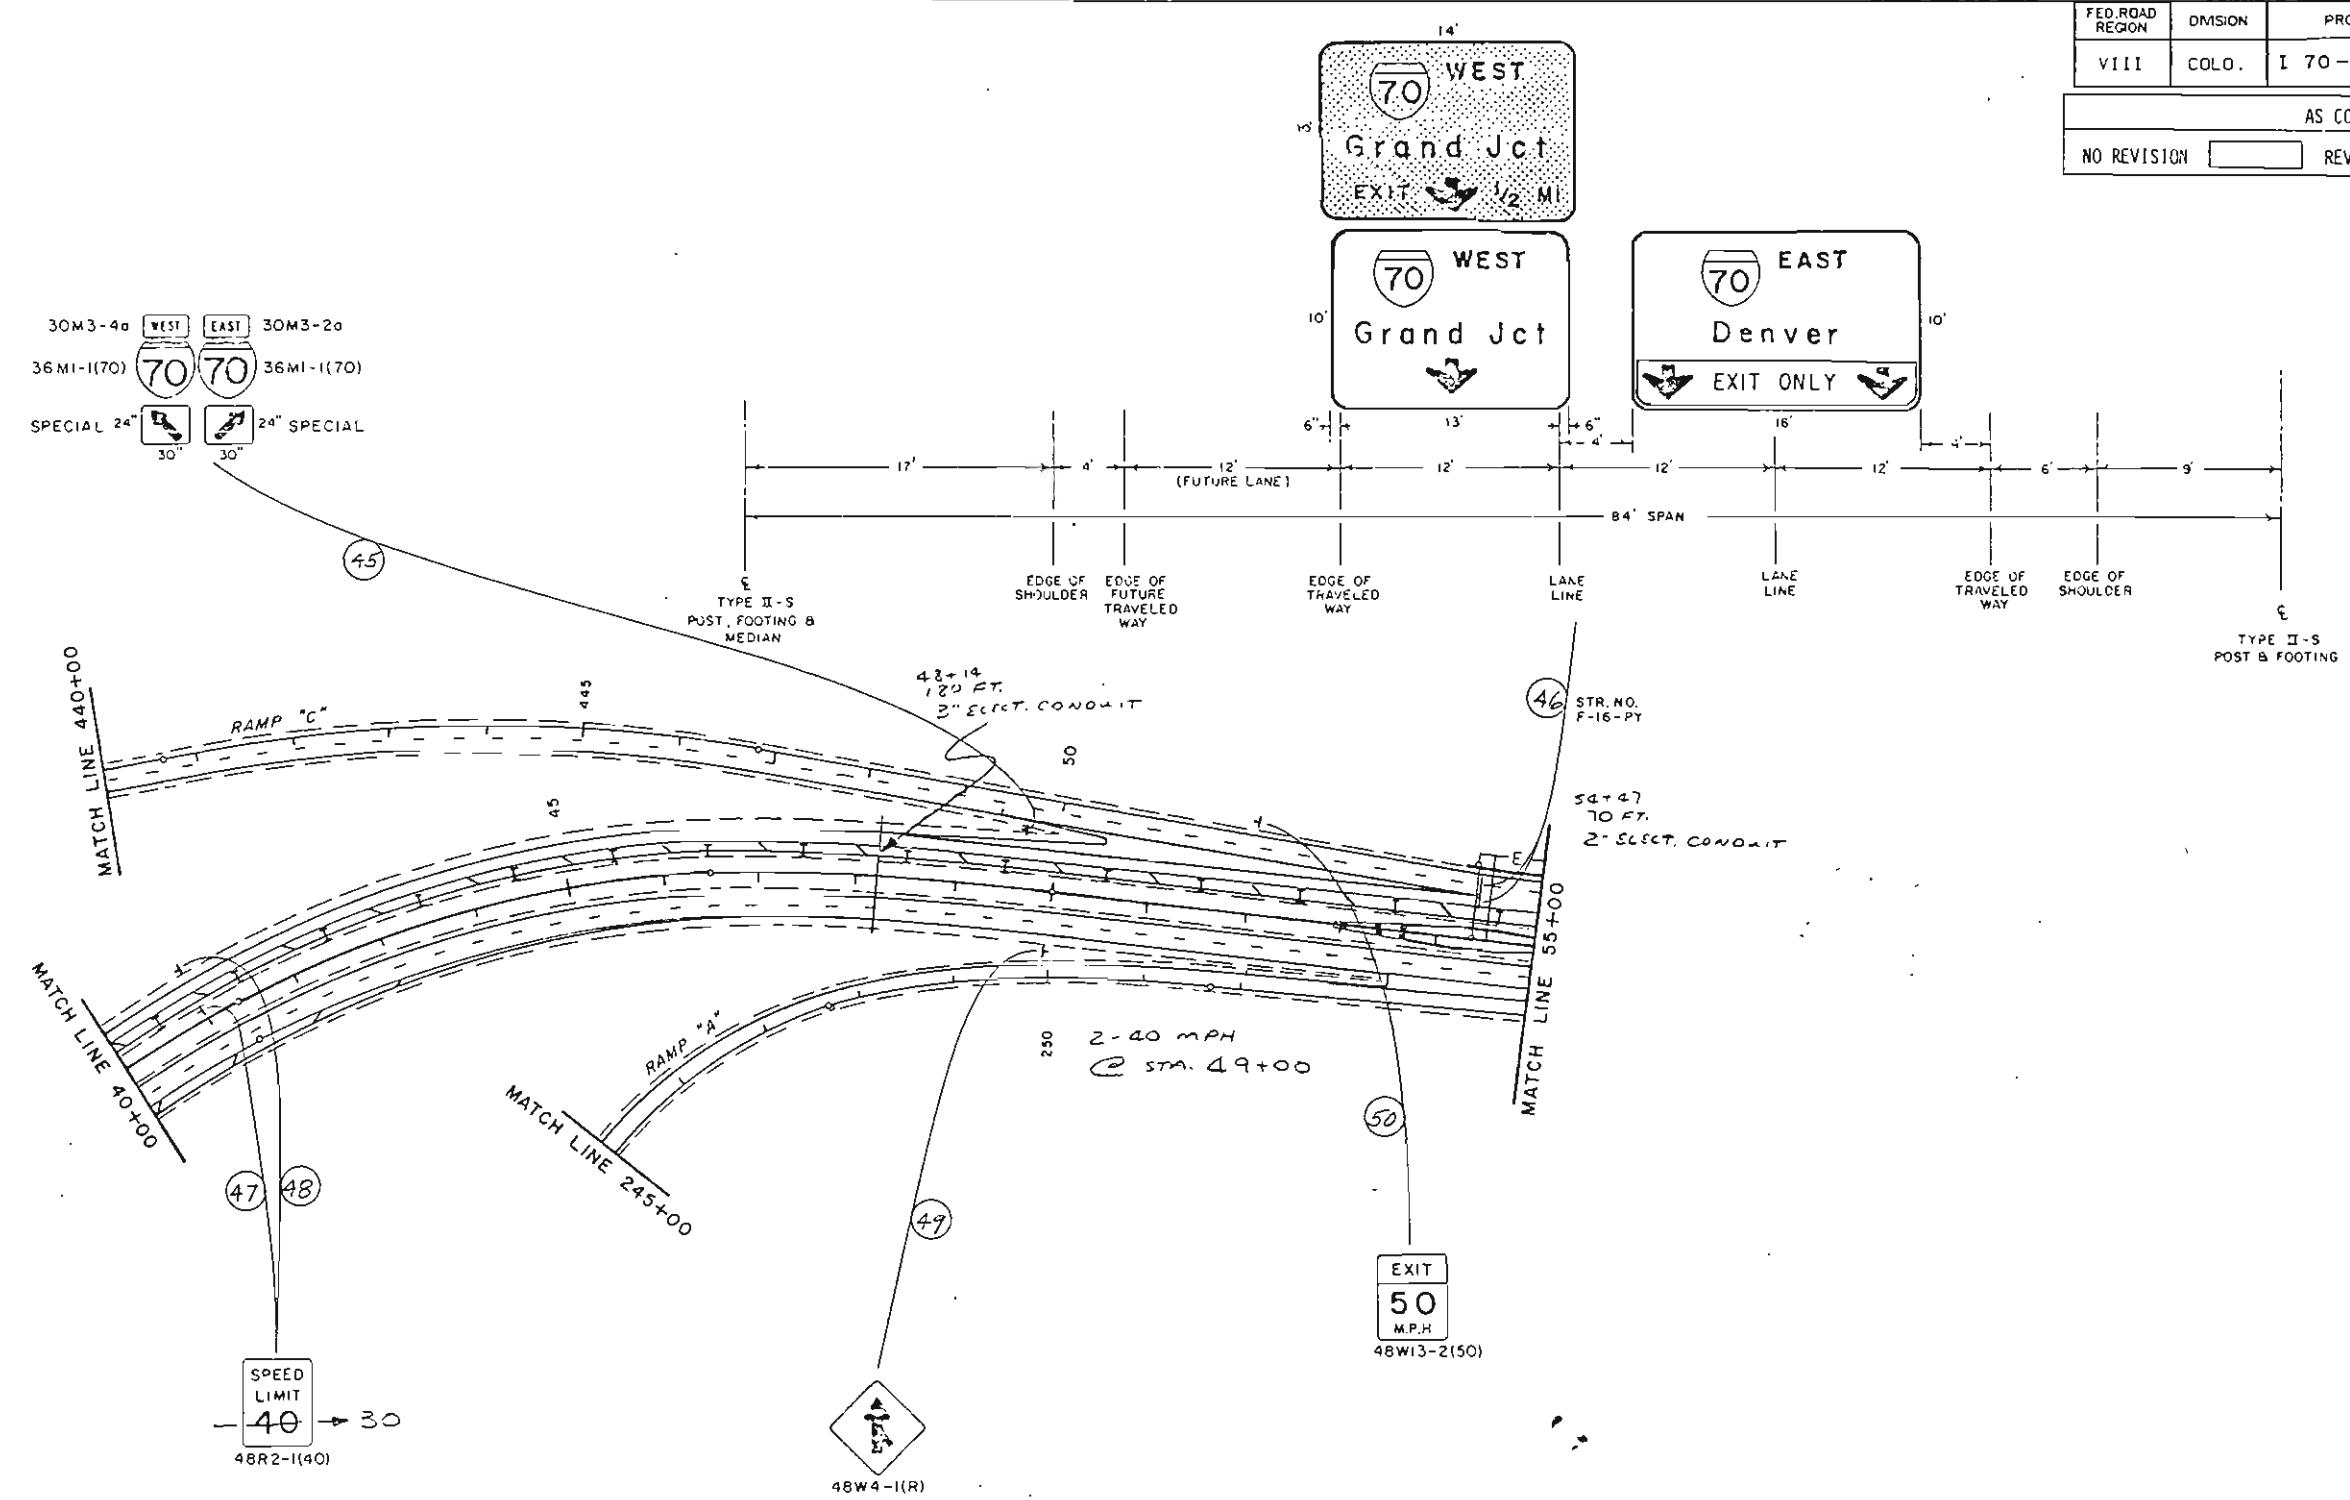 FED.ROAD REGION
DIVISION
VIII
COLO.
I 70-
NO REVISION
14'
70 WEST
Grand Jct
EXIT 1/2 MI
70 WEST
Grand Jct
10'
70 EAST
Denver
EXIT ONLY
10'
30M3-4a WEST EAST 30M3-2a
36M1-1(70) 70 70 36M1-1(70)
SPECIAL 24" 24" SPECIAL
30" 30"
6" 13' 6" 4' 16' 4'
17' 4' 12' 12' 12' 12' 6' 9'
(FUTURE LANE)
84' SPAN
45
℄
TYPE II-S
POST, FOOTING &
MEDIAN
EDGE OF
SHOULDER
EDGE OF
FUTURE
TRAVELED
WAY
EDGE OF
TRAVELED
WAY
LANE
LINE
LANE
LINE
EDGE OF
TRAVELED
WAY
EDGE OF
SHOULDER
℄
TYPE II-S
POST & FOOTING
MATCH LINE 440+00
RAMP "C"
445
48+14
FT.
ELECT. CONDUIT
50
46
STR. NO.
F-16-PY
54+47
70 FT.
2" ELECT. CONDUIT
45
E
MATCH LINE 40+00
RAMP "A"
MATCH LINE 245+00
250
2-40 MPH
@ STA. 49+00
MATCH LINE 55+00
47
48
49
50
SPEED
LIMIT
40 → 30
48R2-1(40)
48W4-1(R)
EXIT
50
M.P.H
48W13-2(50)